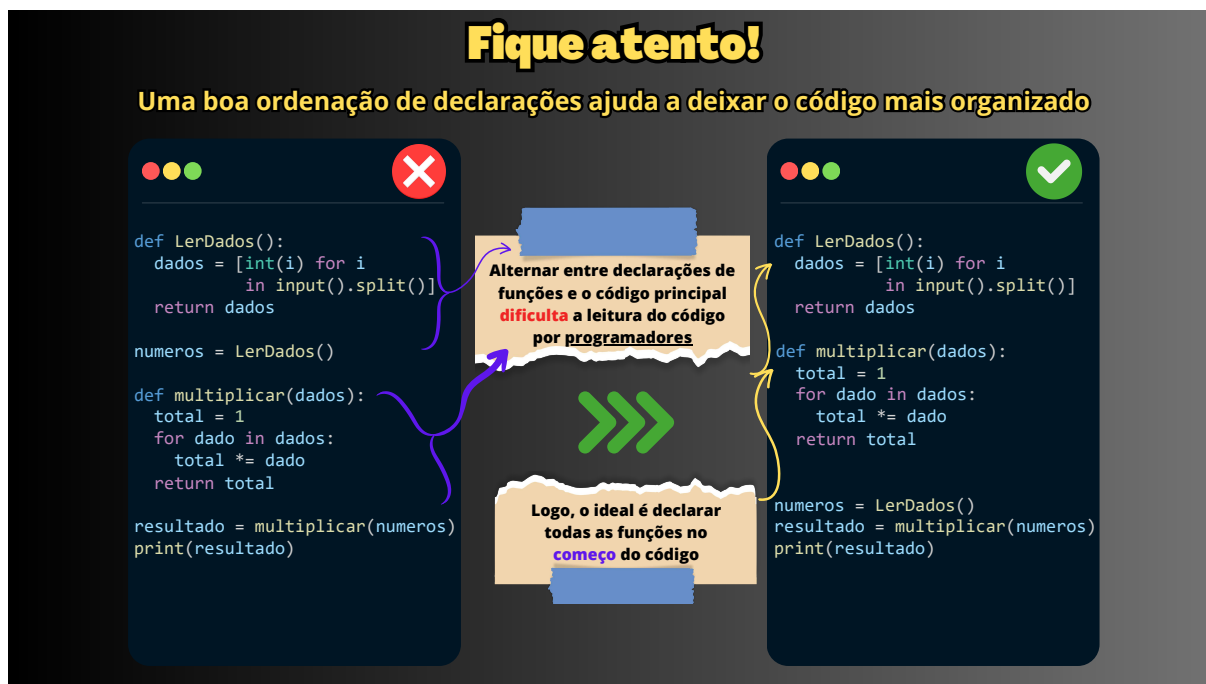 Fique atento!
Uma boa ordenação de declarações ajuda a deixar o código mais organizado
def LerDados():
  dados = [int(i) for i
           in input().split()]
  return dados
numeros = LerDados()
def multiplicar(dados):
  total = 1
  for dado in dados:
    total *= dado
  return total
resultado = multiplicar(numeros)
print(resultado)
Alternar entre declarações de
funções e o código principal
dificulta a leitura do código
por programadores
Logo, o ideal é declarar
todas as funções no
começo do código
def LerDados():
  dados = [int(i) for i
           in input().split()]
  return dados
def multiplicar(dados):
  total = 1
  for dado in dados:
    total *= dado
  return total
numeros = LerDados()
resultado = multiplicar(numeros)
print(resultado)